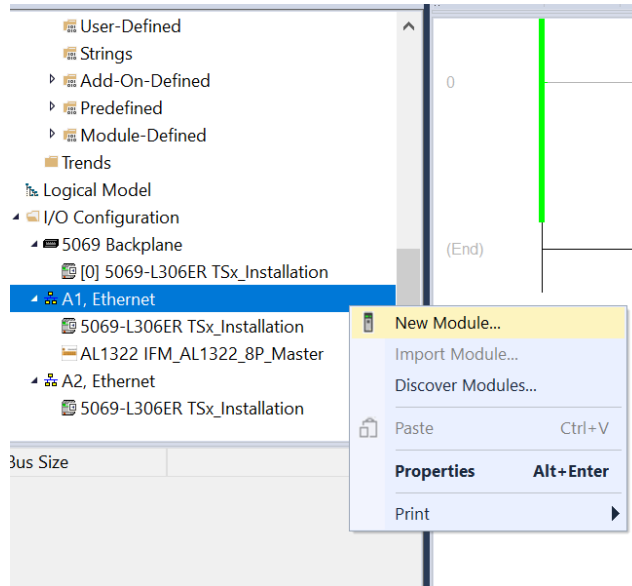 User-Defined
Strings
Add-On-Defined
Predefined
Module-Defined
Trends
Logical Model
I/O Configuration
5069 Backplane
[0] 5069-L306ER TSx_Installation
A1, Ethernet
5069-L306ER TSx_Installation
AL1322 IFM_AL1322_8P_Master
A2, Ethernet
5069-L306ER TSx_Installation
Bus Size
0
(End)
New Module...
Import Module...
Discover Modules...
Paste Ctrl+V
Properties Alt+Enter
Print